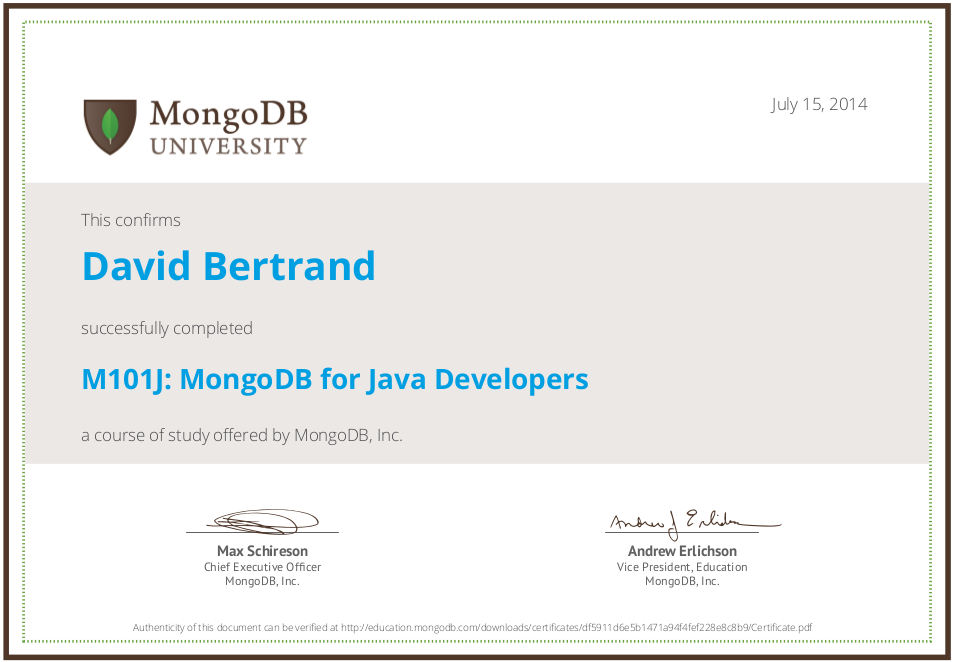 MongoDB
UNIVERSITY
July 15, 2014
This confirms
David Bertrand
successfully completed
M101J: MongoDB for Java Developers
a course of study offered by MongoDB, Inc.
Andrew J Erlichson
Max Schireson
Chief Executive Officer
MongoDB, Inc.
Andrew Erlichson
Vice President, Education
MongoDB, Inc.
Authenticity of this document can be verified at http://education.mongodb.com/downloads/certificates/df5911d6e5b1471a94f4fef228e8c8b9/Certificate.pdf